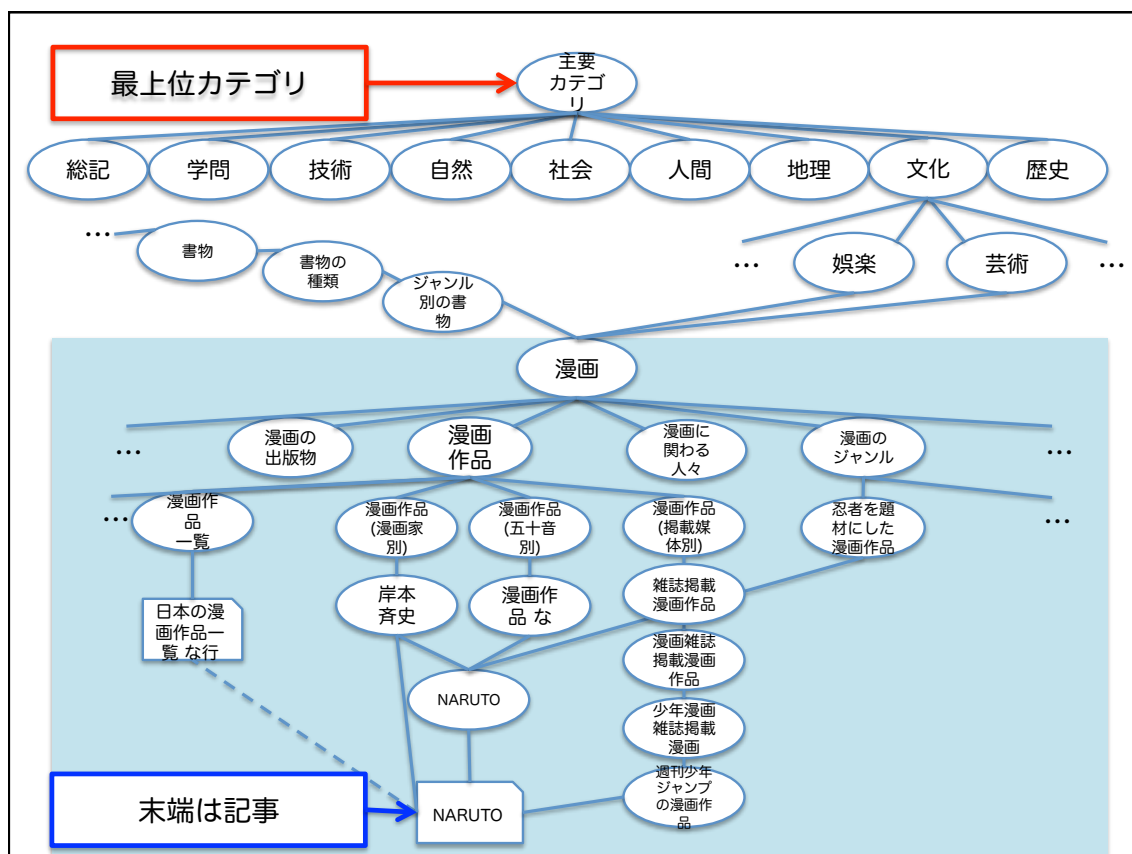 最上位カテゴリ
主要
カテゴ
リ
総記
学問
技術
自然
社会
人間
地理
文化
歴史
…
書物
書物の
種類
ジャンル
別の書
物
…
娯楽
芸術
…
漫画
…
漫画の
出版物
漫画
作品
漫画に
関わる
人々
漫画の
ジャンル
…
…
漫画作
品
一覧
漫画作品
(漫画家
別)
漫画作品
(五十音
別)
漫画作品
(掲載媒
体別)
忍者を題
材にした
漫画作品
…
日本の漫
画作品一
覧 な行
岸本
斉史
漫画作
品 な
雑誌掲載
漫画作品
漫画雑誌
掲載漫画
作品
NARUTO
少年漫画
雑誌掲載
漫画
末端は記事
NARUTO
週刊少年
ジャンプ
の漫画作
品